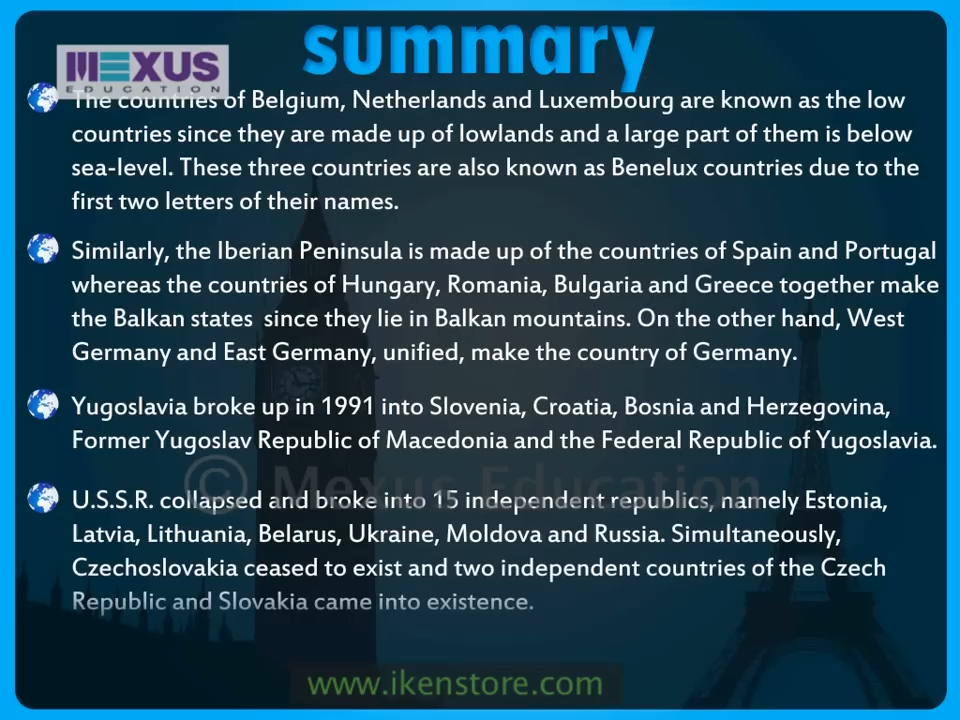 summary
MEXUS
EDUCATION
The countries of Belgium, Netherlands and Luxembourg are known as the low
countries since they are made up of lowlands and a large part of them is below
sea-level. These three countries are also known as Benelux countries due to the
first two letters of their names.
Similarly, the Iberian Peninsula is made up of the countries of Spain and Portugal
whereas the countries of Hungary, Romania, Bulgaria and Greece together make
the Balkan states since they lie in Balkan mountains. On the other hand, West
Germany and East Germany, unified, make the country of Germany.
Yugoslavia broke up in 1991 into Slovenia, Croatia, Bosnia and Herzegovina,
Former Yugoslav Republic of Macedonia and the Federal Republic of Yugoslavia.
© Mexus Education
U.S.S.R. collapsed and broke into 15 independent republics, namely Estonia,
Latvia, Lithuania, Belarus, Ukraine, Moldova and Russia. Simultaneously,
Czechoslovakia ceased to exist and two independent countries of the Czech
Republic and Slovakia came into existence.
www.ikenstore.com